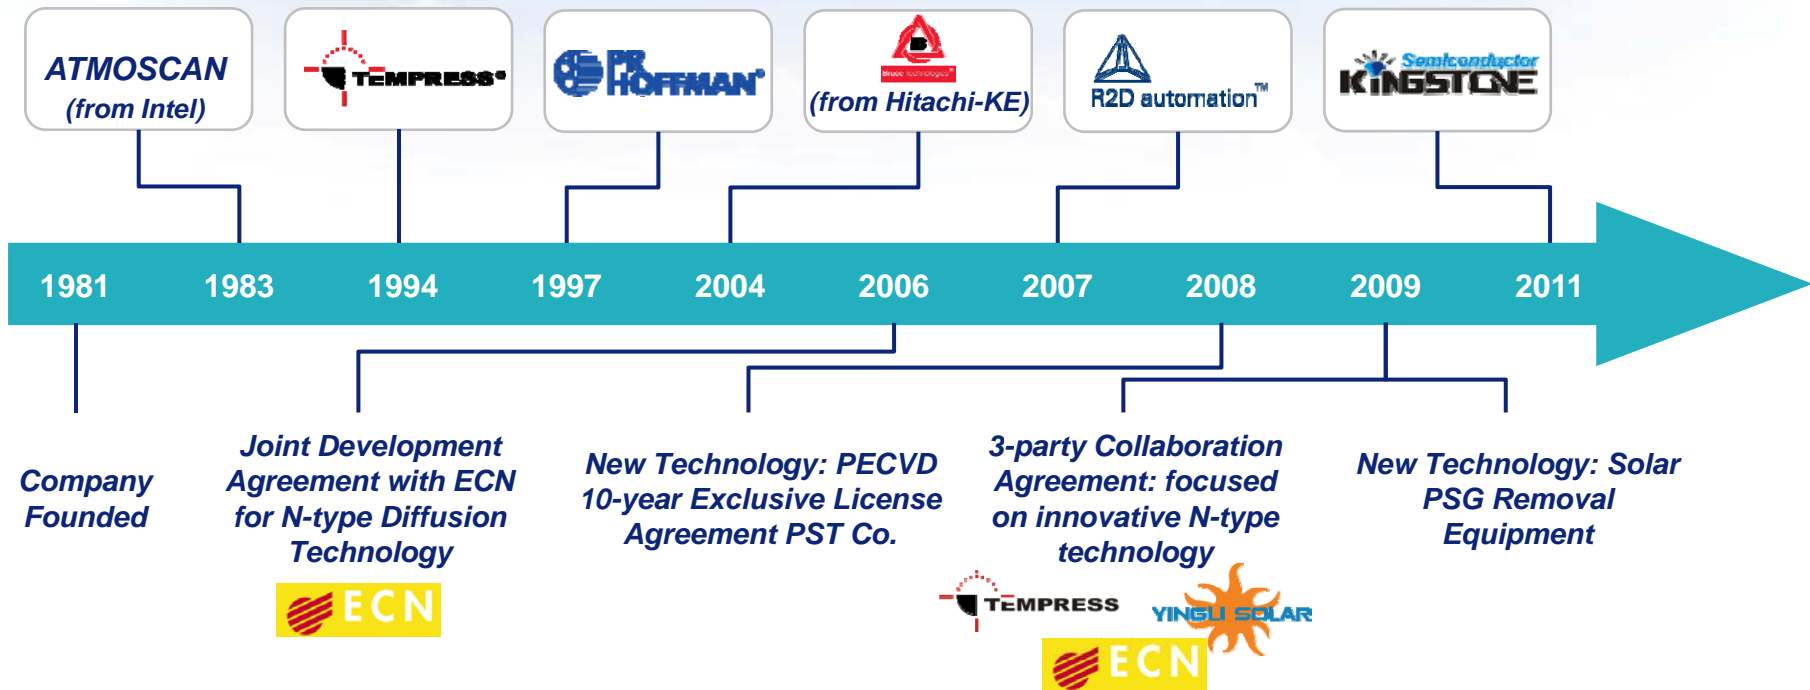 ATMOSCAN
(from Intel)
TEMPRESS®
PR
HOFFMAN®
B
Bruce Technologies®
(from Hitachi-KE)
R2D automation™
Semiconductor
KINGSTONE
1981 1983 1994 1997 2004 2006 2007 2008 2009 2011
Company
Founded
Joint Development
Agreement with ECN
for N-type Diffusion
Technology
ECN
New Technology: PECVD
10-year Exclusive License
Agreement PST Co.
3-party Collaboration
Agreement: focused
on innovative N-type
technology
TEMPRESS
YINGLI SOLAR
ECN
New Technology: Solar
PSG Removal
Equipment